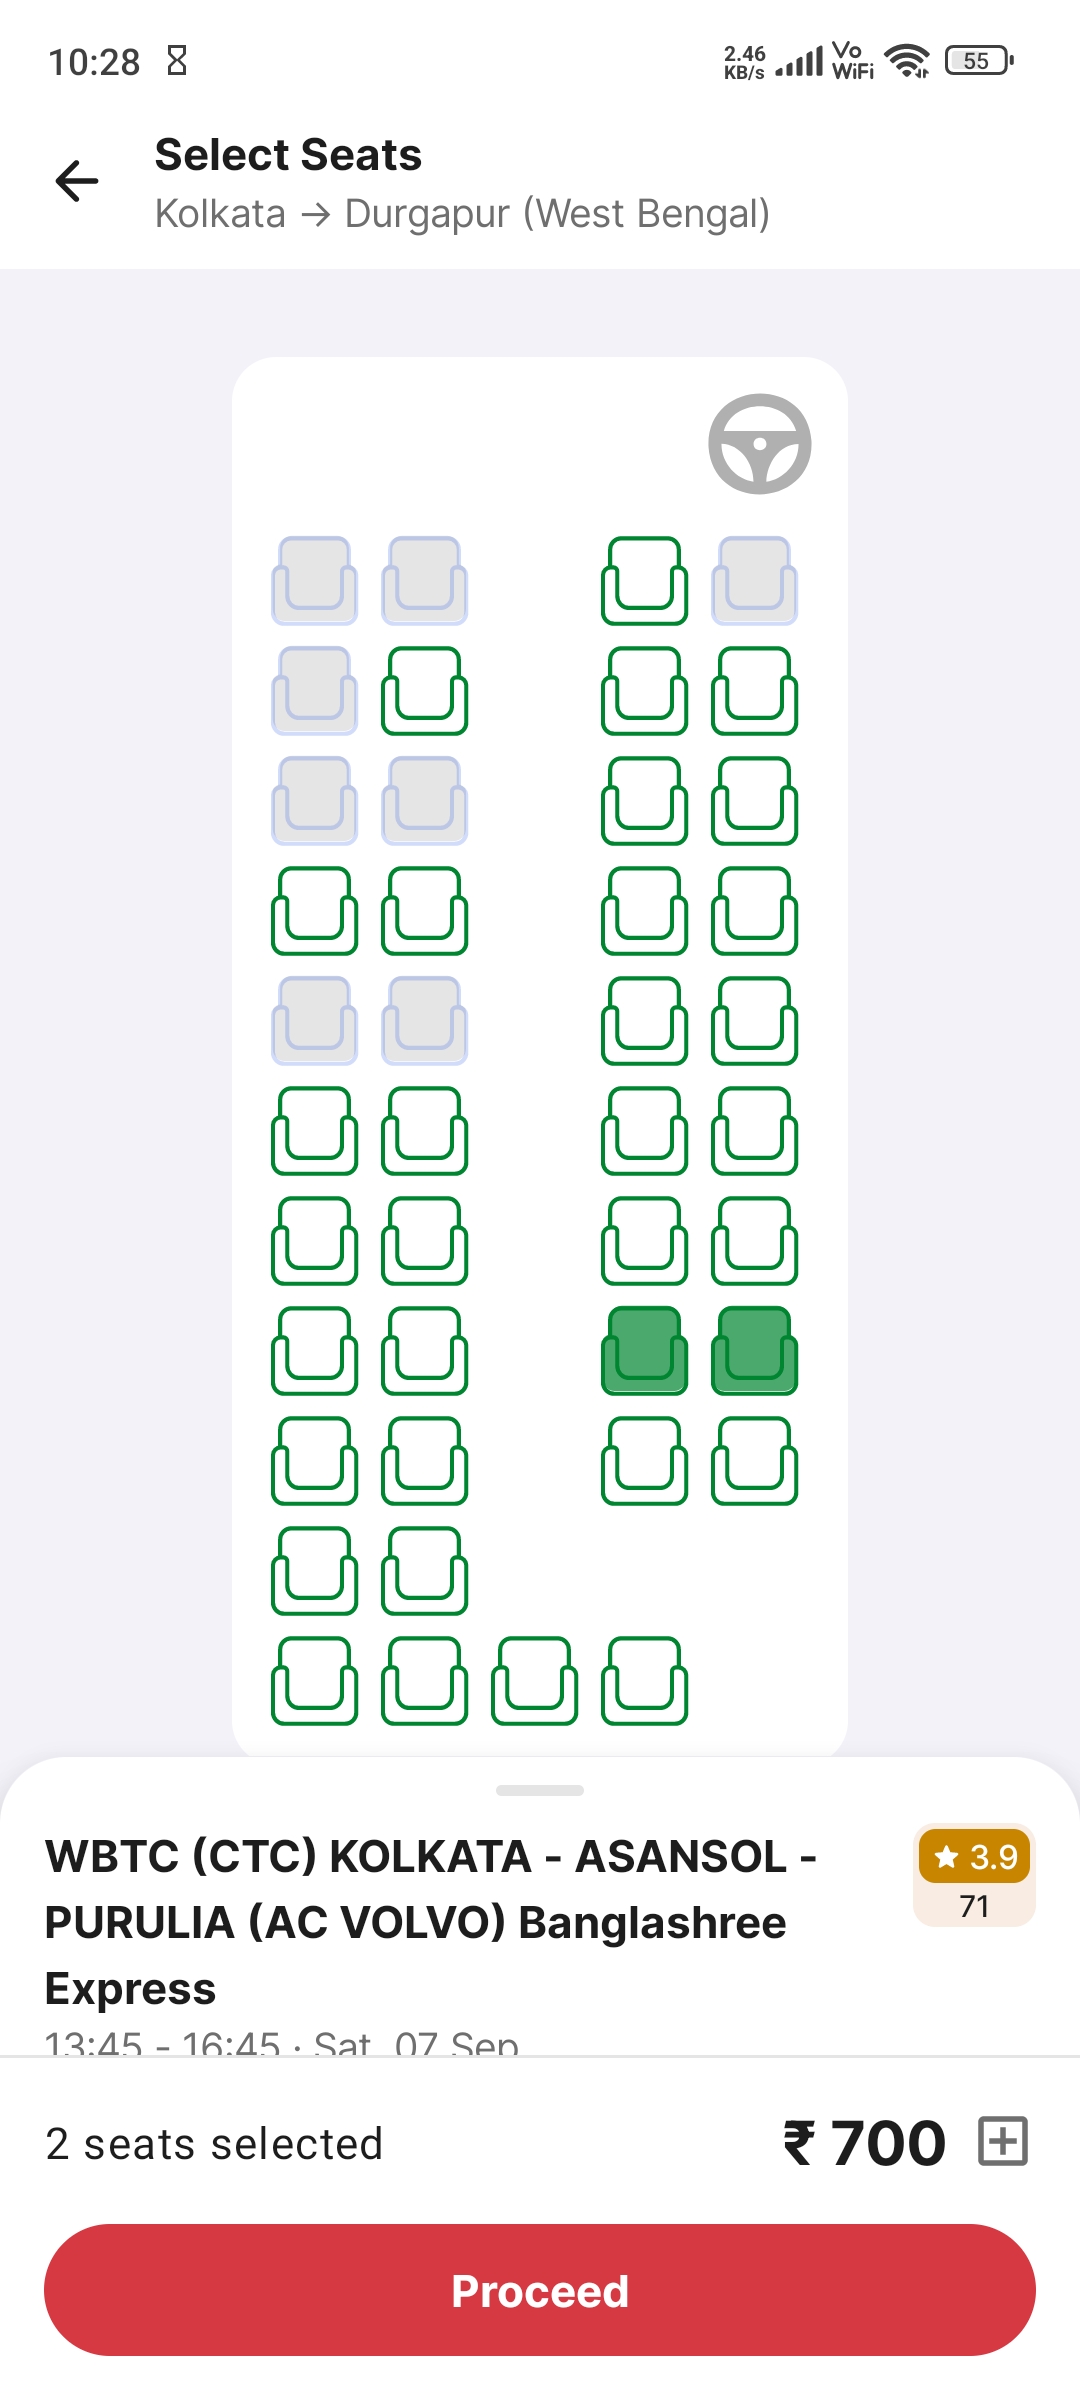 10:28
2.46 KB/s
Vo WiFi
55
Select Seats
Kolkata → Durgapur (West Bengal)
WBTC (CTC) KOLKATA - ASANSOL -
PURULIA (AC VOLVO) Banglashree
Express
3.9
71
13:45 - 16:45 · Sat, 07 Sep
2 seats selected
₹ 700
Proceed